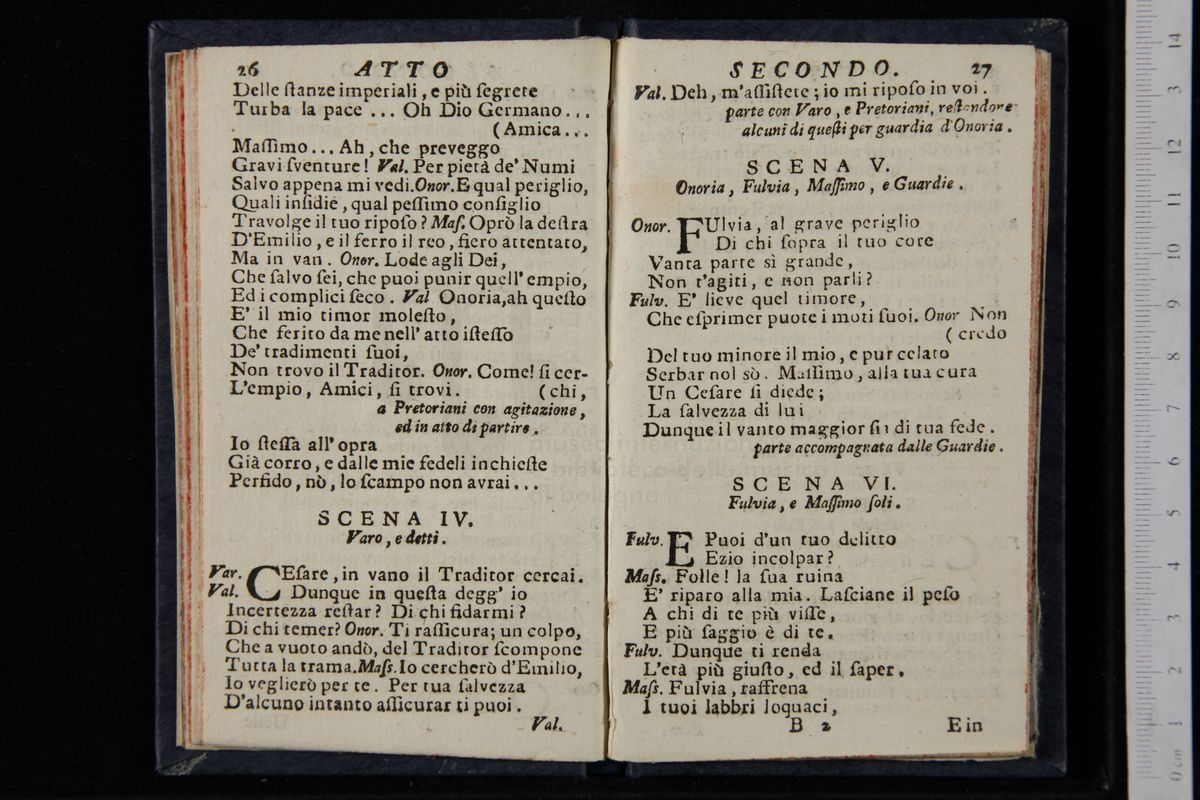 26 ATTO
Delle ſtanze imperiali, e più ſegrete
Turba la pace ... Oh Dio Germano...
(Amica...
Maſſimo... Ah, che preveggo
Gravi ſventure! Val. Per pietà de' Numi
Salvo appena mi vedi. Onor. E qual periglio,
Quali inſidie, qual peſſimo conſiglio
Travolge il tuo ripoſo? Maſ. Oprò la deſtra
D'Emilio, e il ferro il reo, fiero attentato,
Ma in van. Onor. Lode agli Dei,
Che ſalvo ſei, che puoi punir quell' empio,
Ed i complici ſeco. Val Onoria, ah queſto
E' il mio timor moleſto,
Che ferito da me nell' atto iſteſſo
De' tradimenti ſuoi,
Non trovo il Traditor. Onor. Come! ſi cer-
L'empio, Amici, ſi trovi. (chi,
a Pretoriani con agitazione,
ed in atto di partire.
Io ſteſſa all' opra
Già corro, e dalle mie fedeli inchieſte
Perfido, nò, lo ſcampo non avrai...
SCENA IV.
Varo, e detti.
Var. CEſare, in vano il Traditor cercai.
Val. Dunque in queſta degg' io
Incertezza reſtar? Di chi fidarmi?
Di chi temer? Onor. Ti raſſicura; un colpo,
Che a vuoto andò, del Traditor ſcompone
Tutta la trama. Maſs. Io cercherò d'Emilio,
Io veglierò per te. Per tua ſalvezza
D'alcuno intanto aſſicurar ti puoi.
Val.
SECONDO. 27
Val. Deh, m'aſſiſtete; io mi ripoſo in voi.
parte con Varo, e Pretoriani, reſtandone
alcuni di queſti per guardia d'Onoria.
SCENA V.
Onoria, Fulvia, Maſſimo, e Guardie.
Onor. FUlvia, al grave periglio
Di chi ſopra il tuo core
Vanta parte sì grande,
Non t'agiti, e non parli?
Fulv. E' lieve quel timore,
Che eſprimer puote i moti ſuoi. Onor Non
(credo
Del tuo minore il mio, e pur celato
Serbar nol sò. Maſſimo, alla tua cura
Un Ceſare ſi diede;
La ſalvezza di lui
Dunque il vanto maggior ſia di tua fede.
parte accompagnata dalle Guardie.
SCENA VI.
Fulvia, e Maſſimo ſoli.
Fulv. E Puoi d'un tuo delitto
Ezio incolpar?
Maſs. Folle! la ſua ruina
E' riparo alla mia. Laſciane il peſo
A chi di te più viſſe,
E più ſaggio è di te.
Fulv. Dunque ti renda
L'età più giuſto, ed il ſaper.
Maſs. Fulvia, raffrena
I tuoi labbri loquaci,
B 2 E in